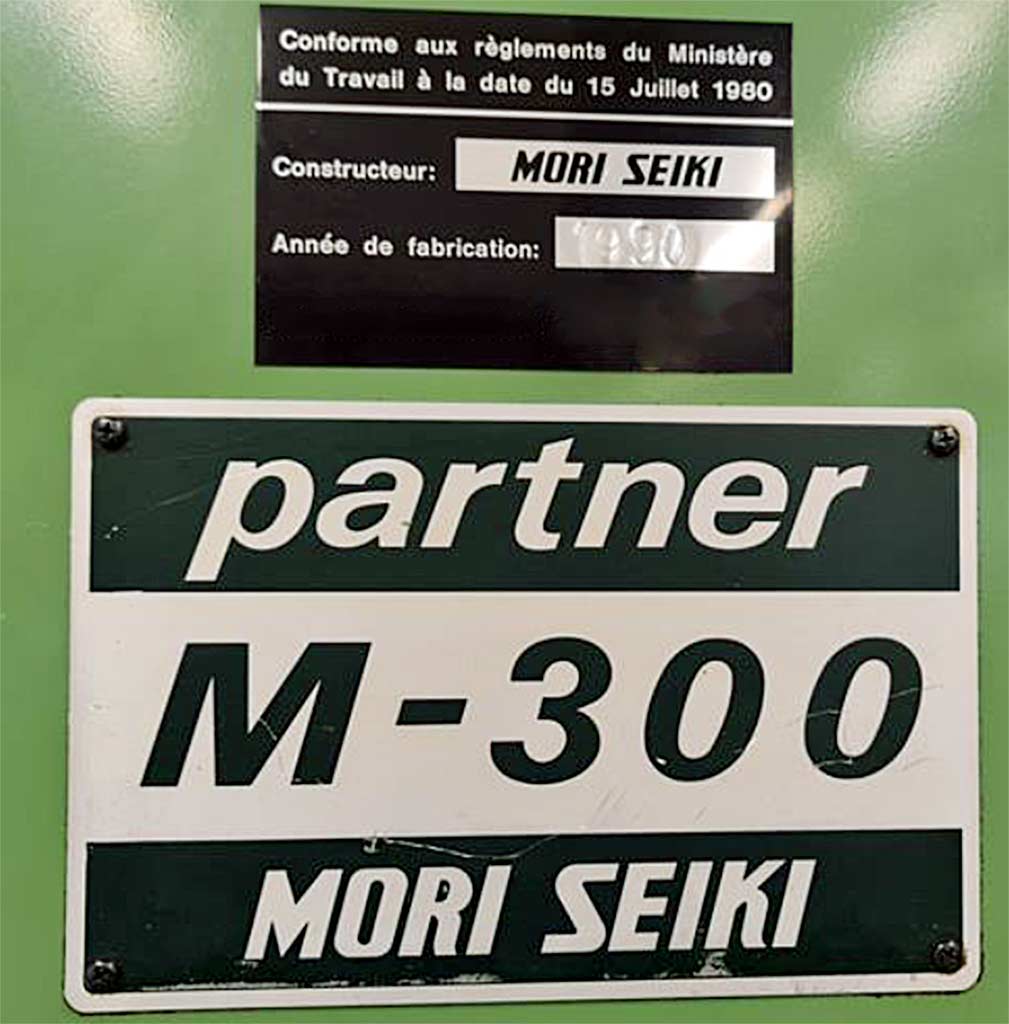 Conforme aux règlements du Ministère
du Travail à la date du 15 Juillet 1980
Constructeur: MORI SEIKI
Année de fabrication: 1990
partner
M-300
MORI SEIKI